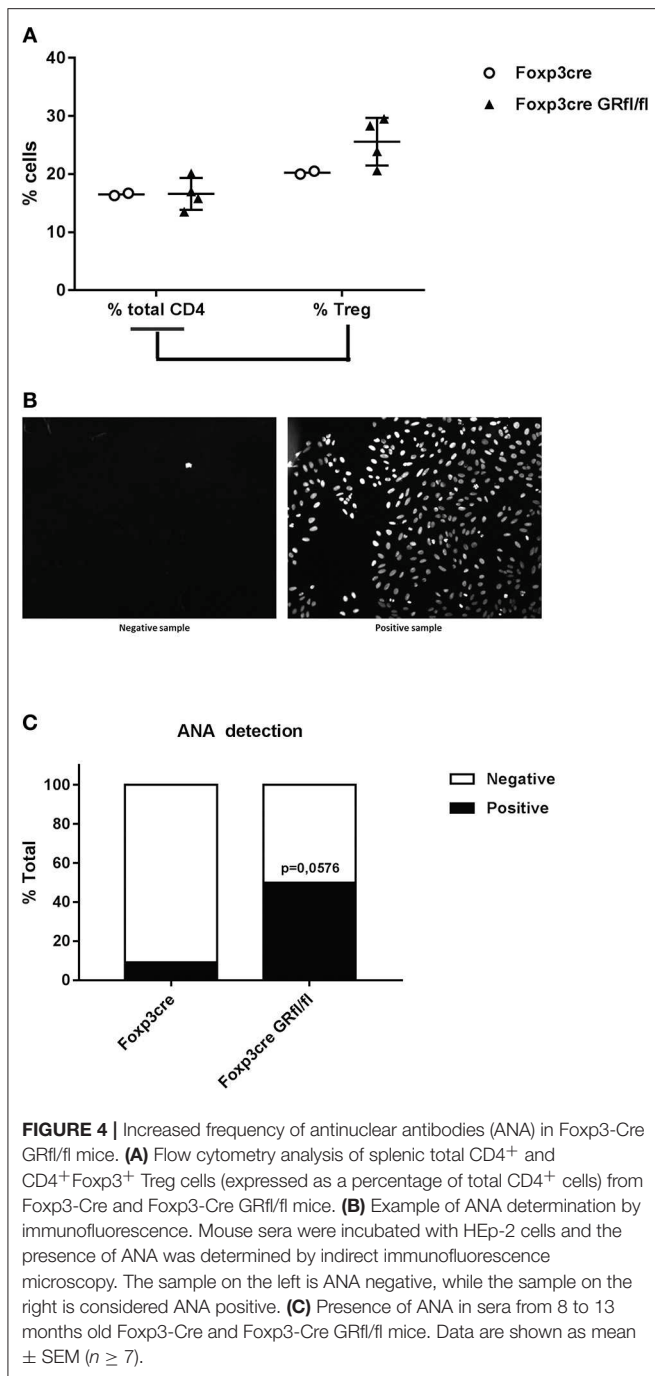 A
40
30
20
10
0
% cells
Foxp3cre
Foxp3cre GRfl/fl
% total CD4
% Treg
B
Negative sample
Positive sample
C
ANA detection
100
80
60
40
20
0
% Total
p=0,0576
Negative
Positive
Foxp3cre
Foxp3cre GRfl/fl
FIGURE 4 | Increased frequency of antinuclear antibodies (ANA) in Foxp3-Cre
GRfl/fl mice. (A) Flow cytometry analysis of splenic total CD4⁺ and
CD4⁺Foxp3⁺ Treg cells (expressed as a percentage of total CD4⁺ cells) from
Foxp3-Cre and Foxp3-Cre GRfl/fl mice. (B) Example of ANA determination by
immunofluorescence. Mouse sera were incubated with HEp-2 cells and the
presence of ANA was determined by indirect immunofluorescence
microscopy. The sample on the left is ANA negative, while the sample on the
right is considered ANA positive. (C) Presence of ANA in sera from 8 to 13
months old Foxp3-Cre and Foxp3-Cre GRfl/fl mice. Data are shown as mean
± SEM (n ≥ 7).